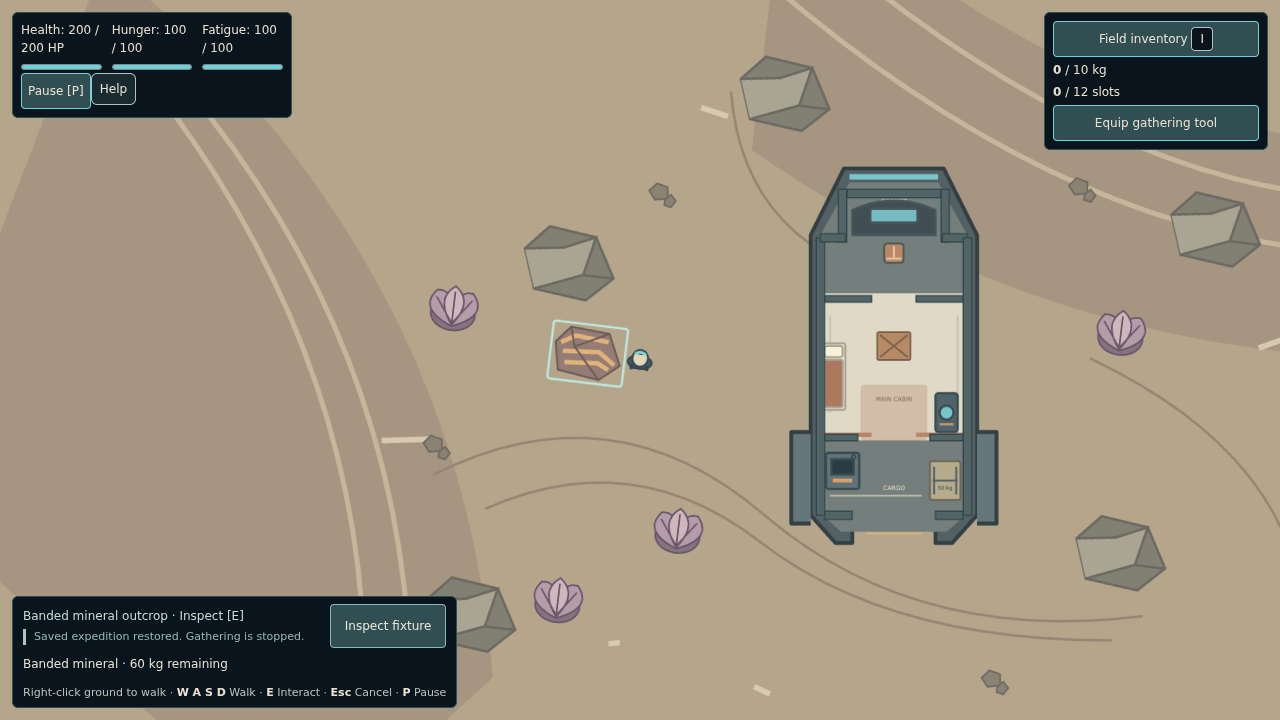 Health: 200 / 200 HP
Hunger: 100 / 100
Fatigue: 100 / 100
Pause [P]
Help
Field inventory I
0 / 10 kg
0 / 12 slots
Equip gathering tool
MAIN CABIN
CARGO
50 kg
Banded mineral outcrop · Inspect [E]
Saved expedition restored. Gathering is stopped.
Inspect fixture
Banded mineral · 60 kg remaining
Right-click ground to walk · W A S D Walk · E Interact · Esc Cancel · P Pause